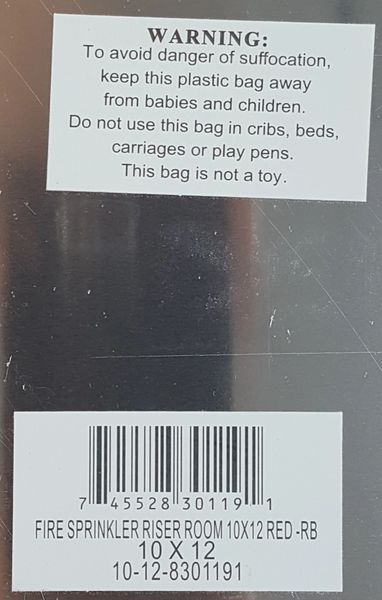 WARNING:
To avoid danger of suffocation,
keep this plastic bag away
from babies and children.
Do not use this bag in cribs, beds,
carriages or play pens.
This bag is not a toy.
7 45528 30119 1
FIRE SPRINKLER RISER ROOM 10X12 RED -RB
10 X 12
10-12-8301191